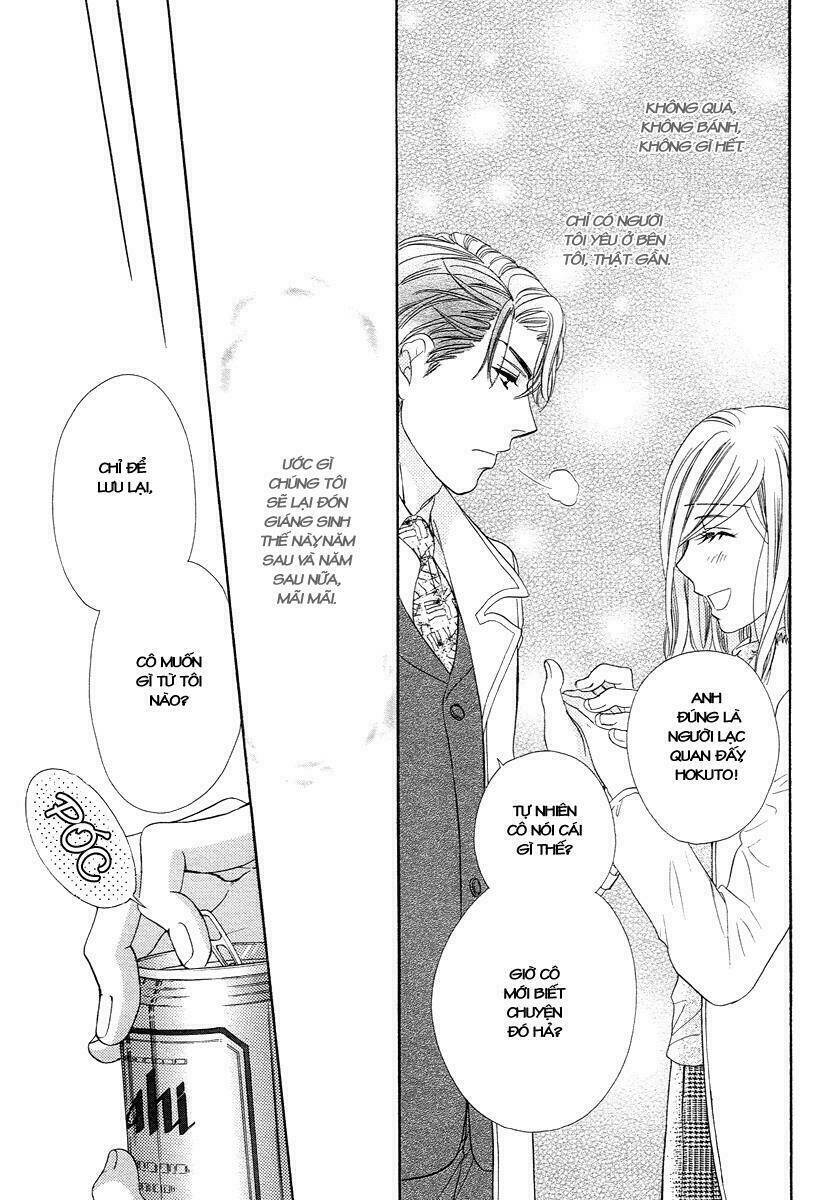 KHÔNG QUÀ,
KHÔNG BÁNH,
KHÔNG GÌ HẾT.
CHỈ CÓ NGƯỜI
TÔI YÊU Ở BÊN
TÔI, THẬT GẦN.
ANH
ĐÚNG LÀ
NGƯỜI LẠC
QUAN ĐẤY,
HOKUTO!
TỰ NHIÊN
CÔ NÓI CÁI
GÌ THẾ?
GIỜ CÔ
MỚI BIẾT
CHUYỆN
ĐÓ HẢ?
ƯỚC GÌ
CHÚNG TÔI
SẼ LẠI ĐÓN
GIÁNG SINH
THẾ NÀY, NĂM
SAU VÀ NĂM
SAU NỮA,
MÃI MÃI.
CHỈ ĐỂ
LƯU LẠI,
CÔ MUỐN
GÌ TỪ TÔI
NÀO?
PÓC
ahi